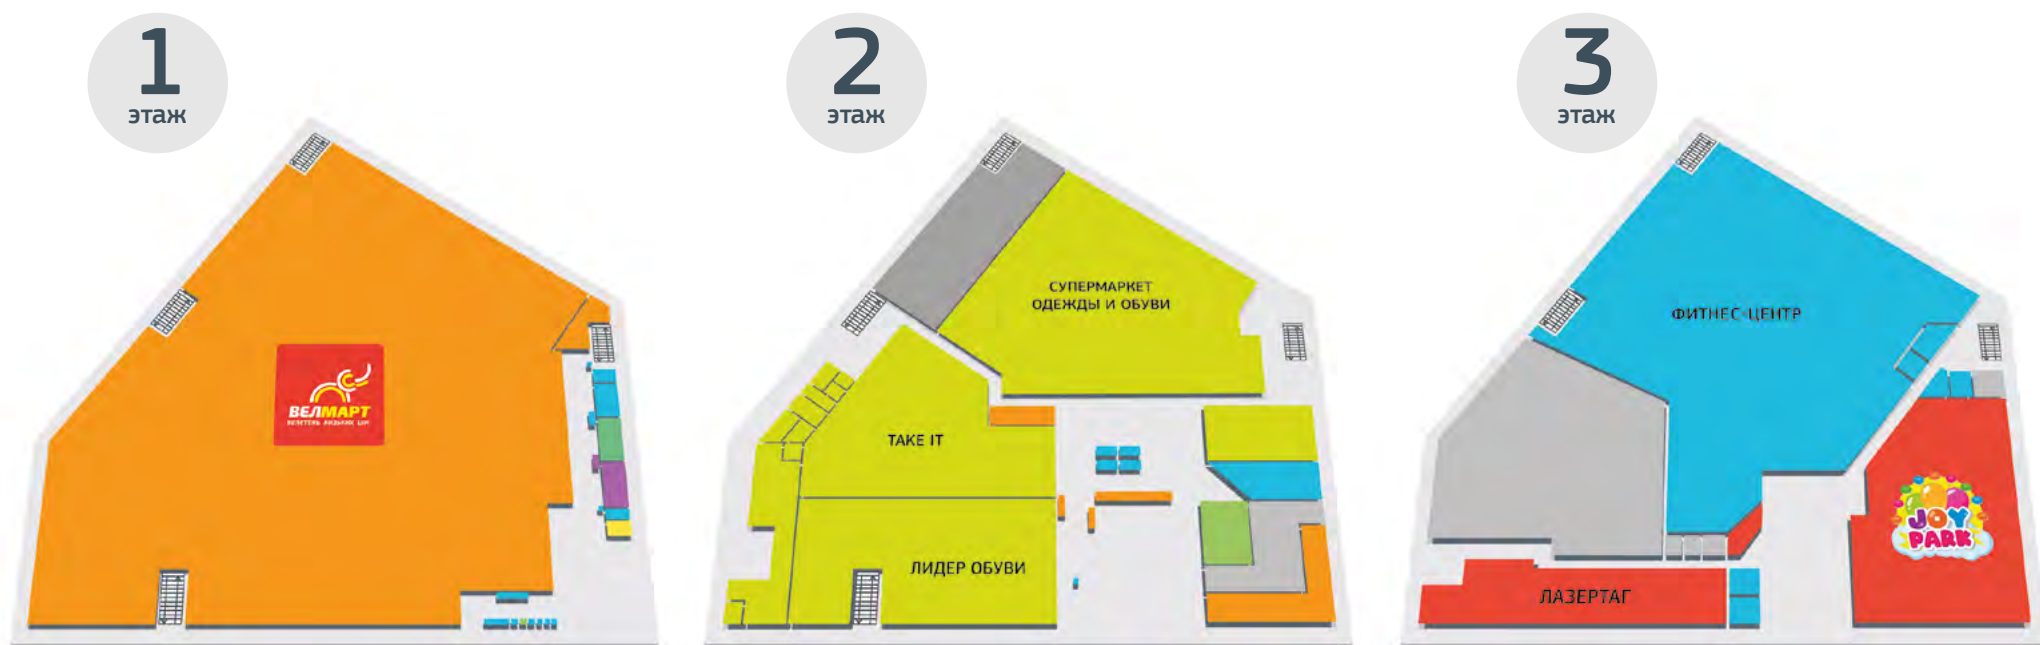 1
этаж
2
этаж
3
этаж
ВЕЛМАРТ
СУПЕРМАРКЕТ
ОДЕЖДЫ И ОБУВИ
TAKE IT
ЛИДЕР ОБУВИ
ФИТНЕС-ЦЕНТР
ЛАЗЕРТАГ
JOY
PARK